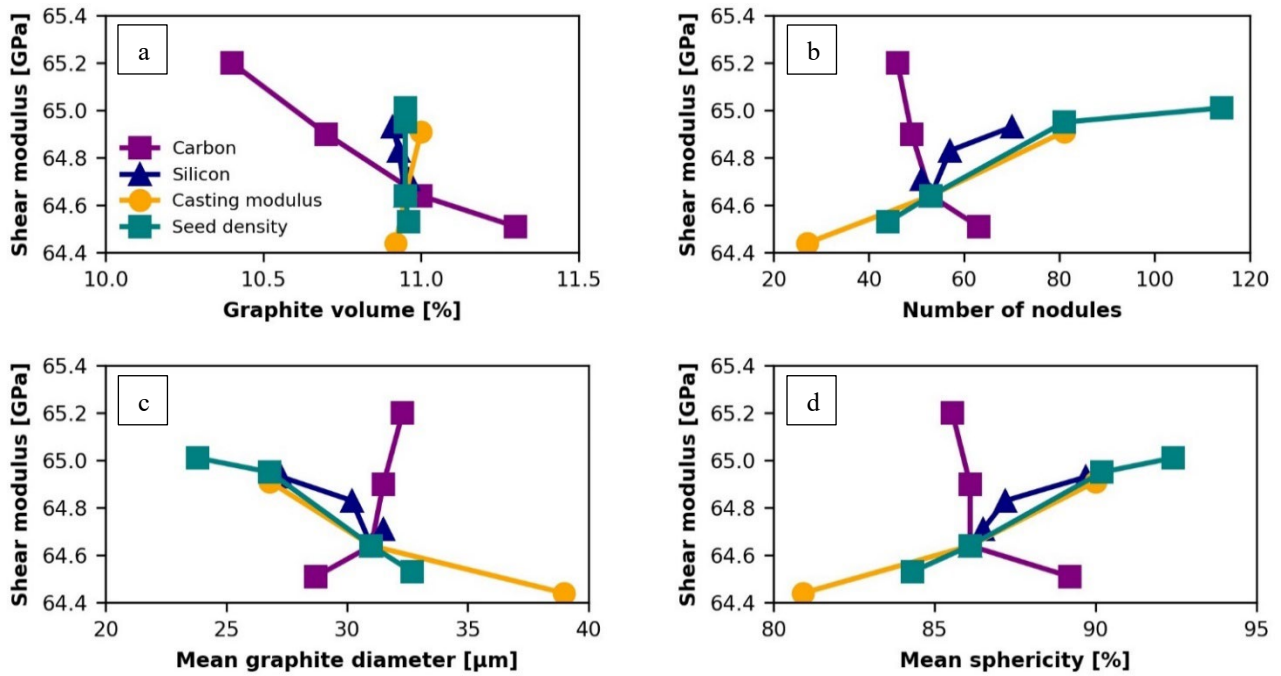 a
Shear modulus [GPa]
65.4
65.2
65.0
64.8
64.6
64.4
Carbon
Silicon
Casting modulus
Seed density
10.0 10.5 11.0 11.5
Graphite volume [%]
b
Shear modulus [GPa]
65.4
65.2
65.0
64.8
64.6
64.4
20 40 60 80 100 120
Number of nodules
c
Shear modulus [GPa]
65.4
65.2
65.0
64.8
64.6
64.4
20 25 30 35 40
Mean graphite diameter [µm]
d
Shear modulus [GPa]
65.4
65.2
65.0
64.8
64.6
64.4
80 85 90 95
Mean sphericity [%]